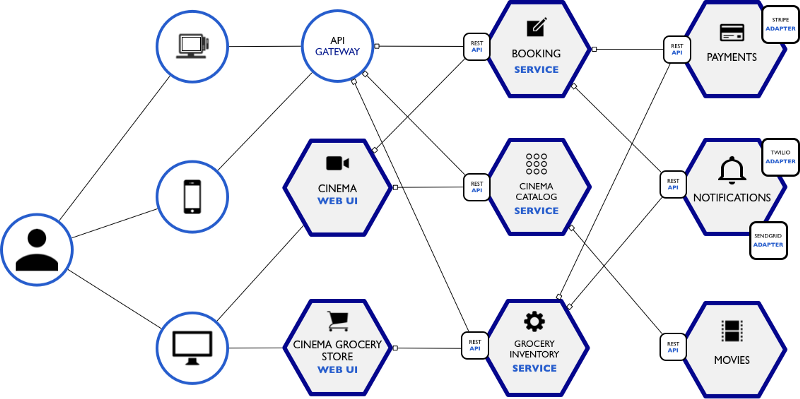 API
GATEWAY
REST
API
BOOKING
SERVICE
REST
API
PAYMENTS
STRIPE
ADAPTER
CINEMA
WEB UI
REST
API
CINEMA
CATALOG
SERVICE
REST
API
NOTIFICATIONS
TWILIO
ADAPTER
SENDGRID
ADAPTER
CINEMA GROCERY
STORE
WEB UI
REST
API
GROCERY
INVENTORY
SERVICE
REST
API
MOVIES